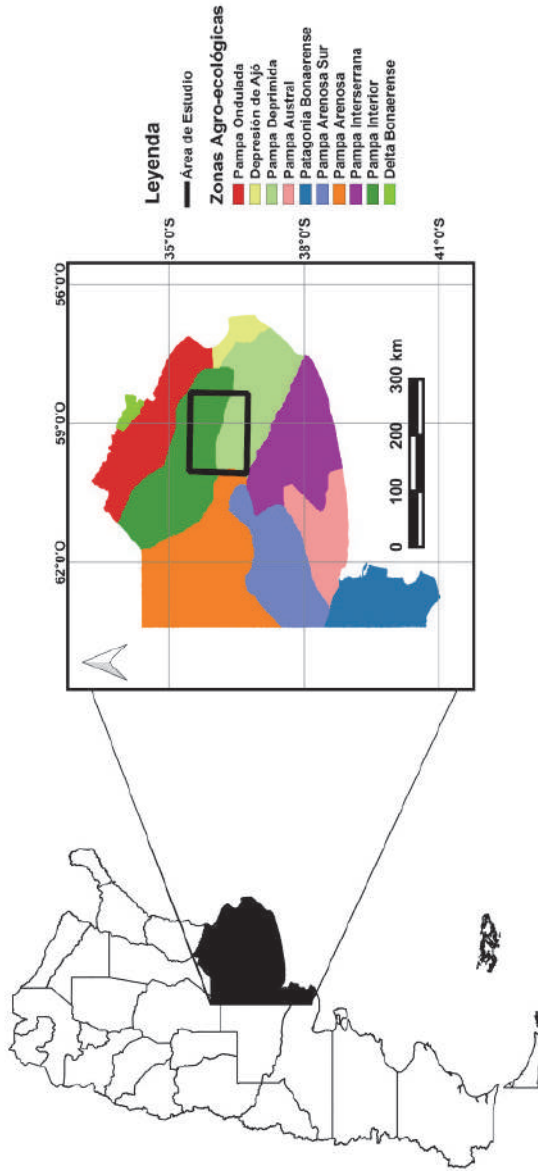 56°0'O
59°0'O
62°0'O
35°0'S
38°0'S
41°0'S
0 100 200 300 km
Leyenda
Área de Estudio
Zonas Agro-ecológicas
Pampa Ondulada
Depresión de Ajó
Pampa Deprimida
Pampa Austral
Patagonia Bonaerense
Pampa Arenosa Sur
Pampa Arenosa
Pampa Interserrana
Pampa Interior
Delta Bonaerense